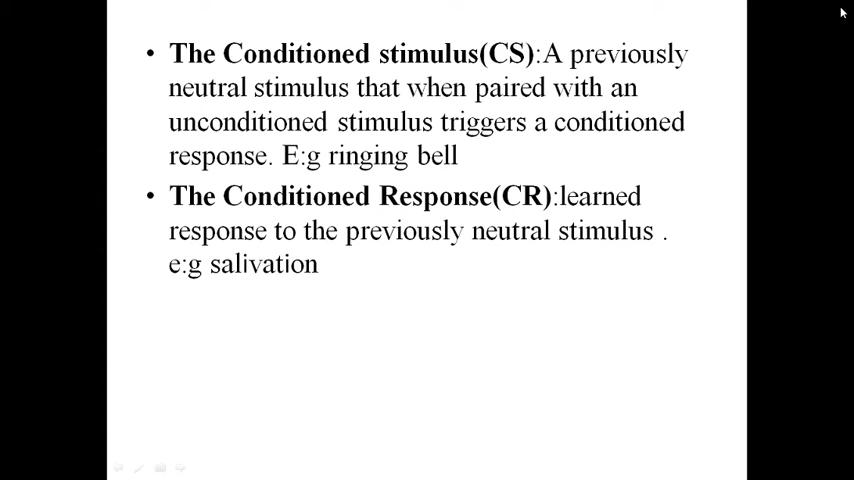 • The Conditioned stimulus(CS):A previously
neutral stimulus that when paired with an
unconditioned stimulus triggers a conditioned
response. E:g ringing bell
• The Conditioned Response(CR):learned
response to the previously neutral stimulus .
e:g salivation